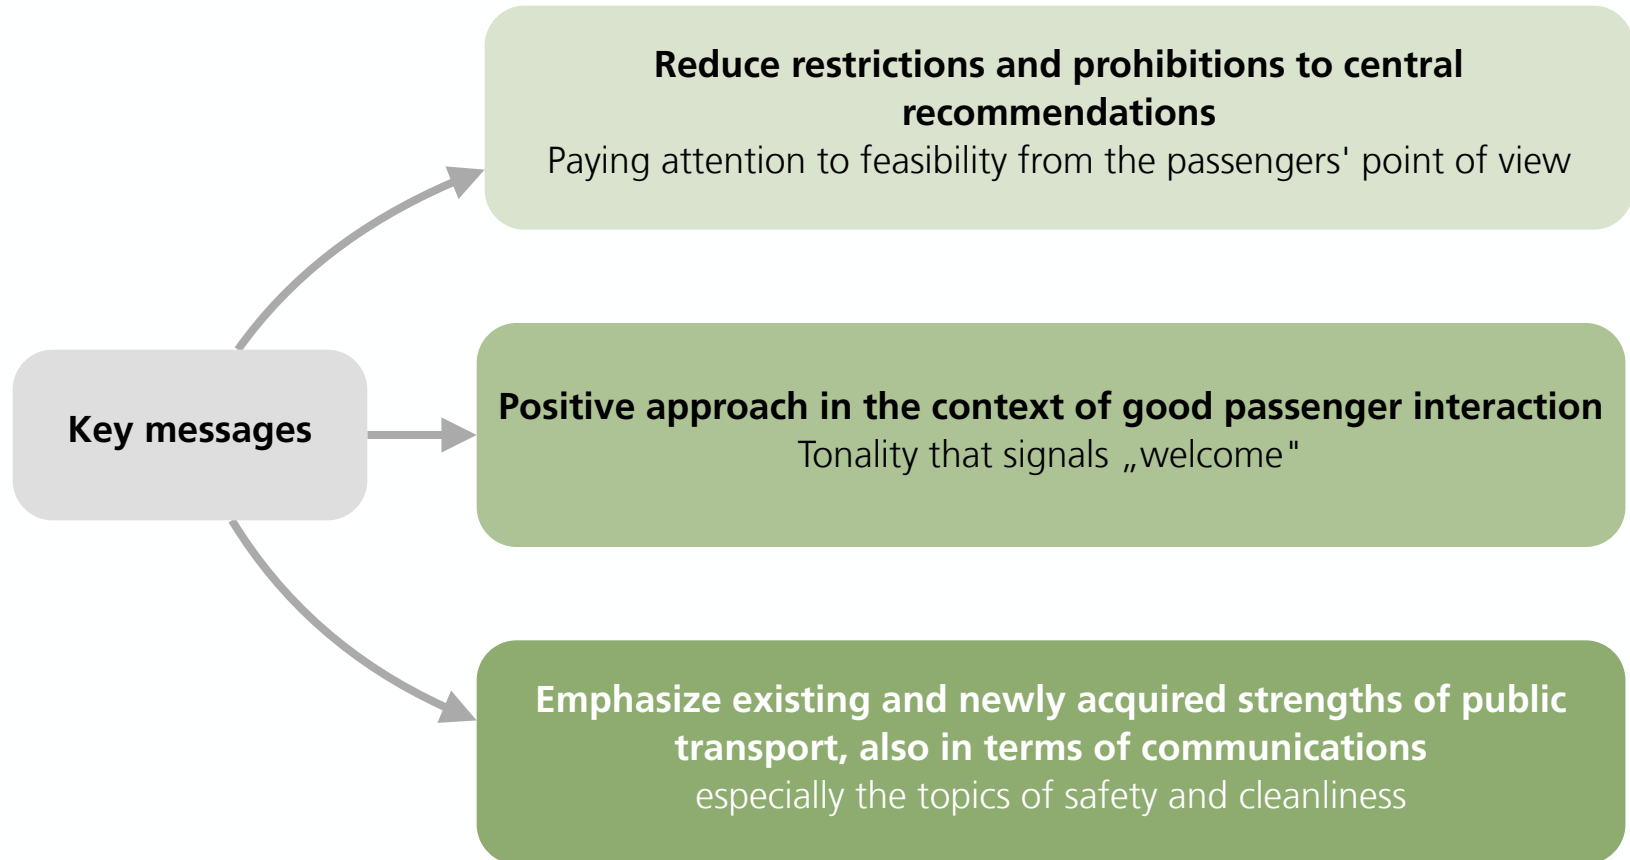 Reduce restrictions and prohibitions to central
recommendations
Paying attention to feasibility from the passengers' point of view
Key messages
Positive approach in the context of good passenger interaction
Tonality that signals „welcome"
Emphasize existing and newly acquired strengths of public
transport, also in terms of communications
especially the topics of safety and cleanliness